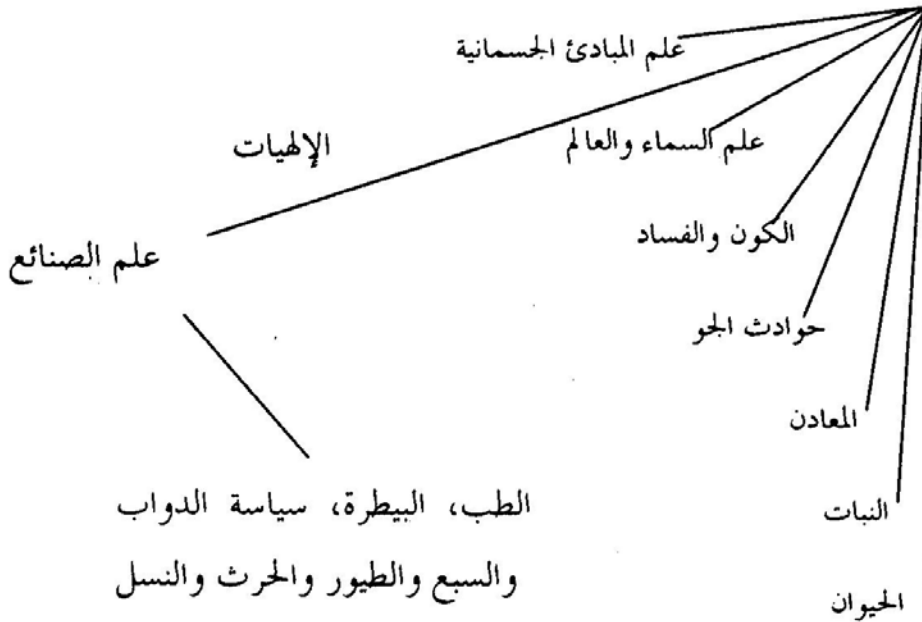 علم المبادئ الجسمانية
علم السماء والعالم
الإلهيات
الكون والفساد
علم الصنائع
حوادث الجو
المعادن
النبات
الطب، البيطرة، سياسة الدواب
والسبع والطيور والحرث والنسل
الحيوان